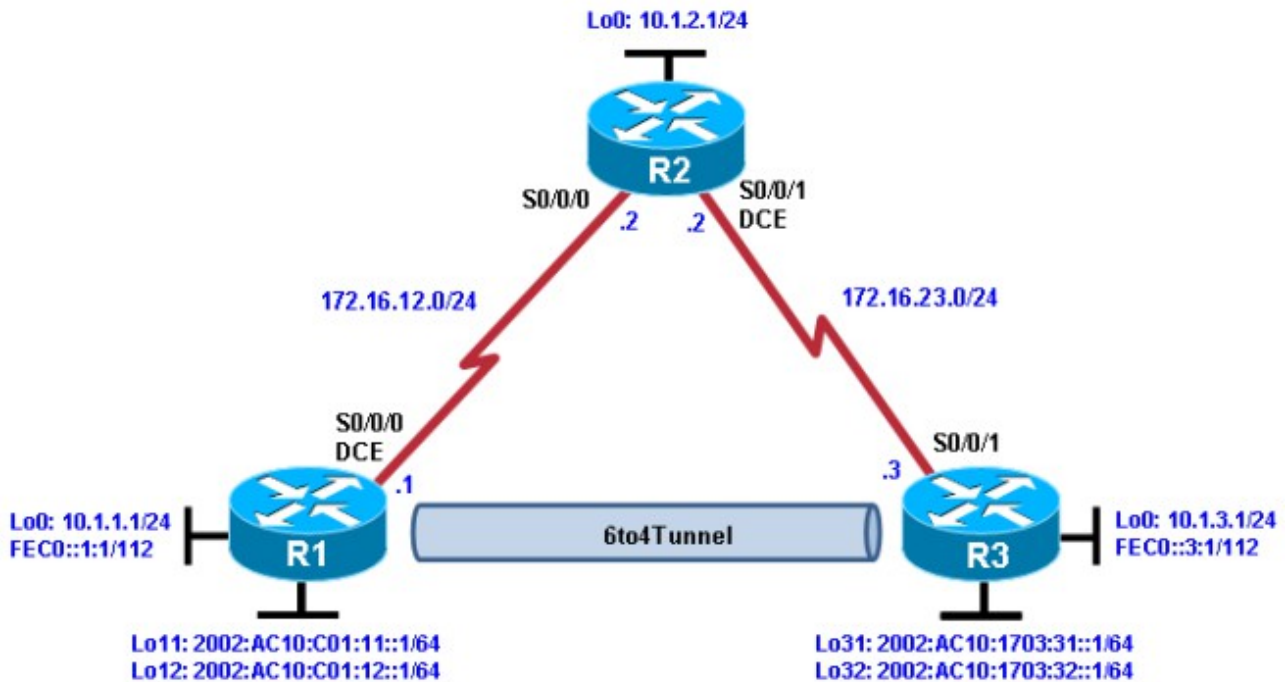 Lo0: 10.1.2.1/24
R2
S0/0/0
S0/0/1
DCE
.2
.2
172.16.12.0/24
172.16.23.0/24
S0/0/0
DCE
S0/0/1
.1
.3
Lo0: 10.1.1.1/24
FEC0::1:1/112
R1
6to4Tunnel
R3
Lo0: 10.1.3.1/24
FEC0::3:1/112
Lo11: 2002:AC10:C01:11::1/64
Lo12: 2002:AC10:C01:12::1/64
Lo31: 2002:AC10:1703:31::1/64
Lo32: 2002:AC10:1703:32::1/64